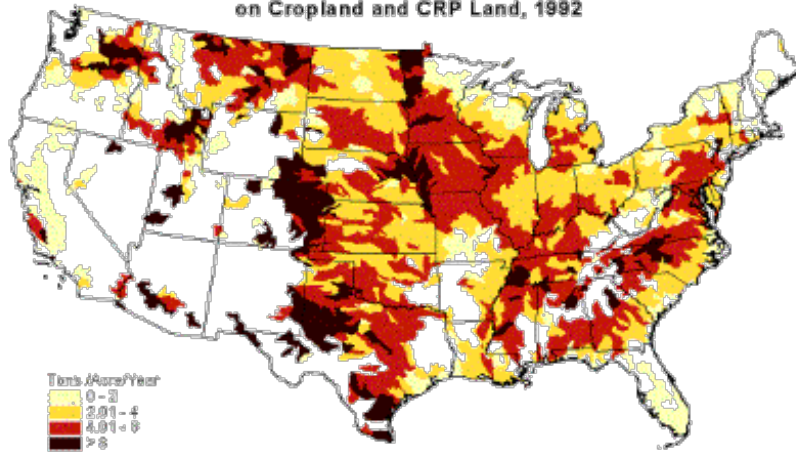 on Cropland and CRP Land, 1992
Tons /Acre/Year
0 - 2
2.01 - 4
4.01 - 8
> 8